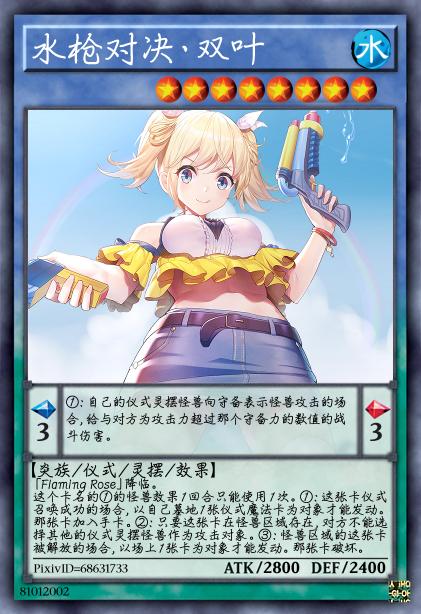 水枪对决·双叶
水
①：自己的仪式灵摆怪兽向守备表示怪兽攻击的场
合，给与对方为攻击力超过那个守备力的数值的战
斗伤害。
3
3
【炎族/仪式/灵摆/效果】
「Flaming Rose」降临。
这个卡名的①的怪兽效果1回合只能使用1次。①：这张卡仪式
召唤成功的场合，以自己墓地1张仪式魔法卡为对象才能发动。
那张卡加入手卡。②：只要这张卡在怪兽区域存在，对方不能选
择其他的仪式灵摆怪兽作为攻击对象。③：怪兽区域的这张卡
被解放的场合，以场上1张卡为对象才能发动。那张卡破坏。
PixivID=68631733
ATK/2800 DEF/2400
81012002